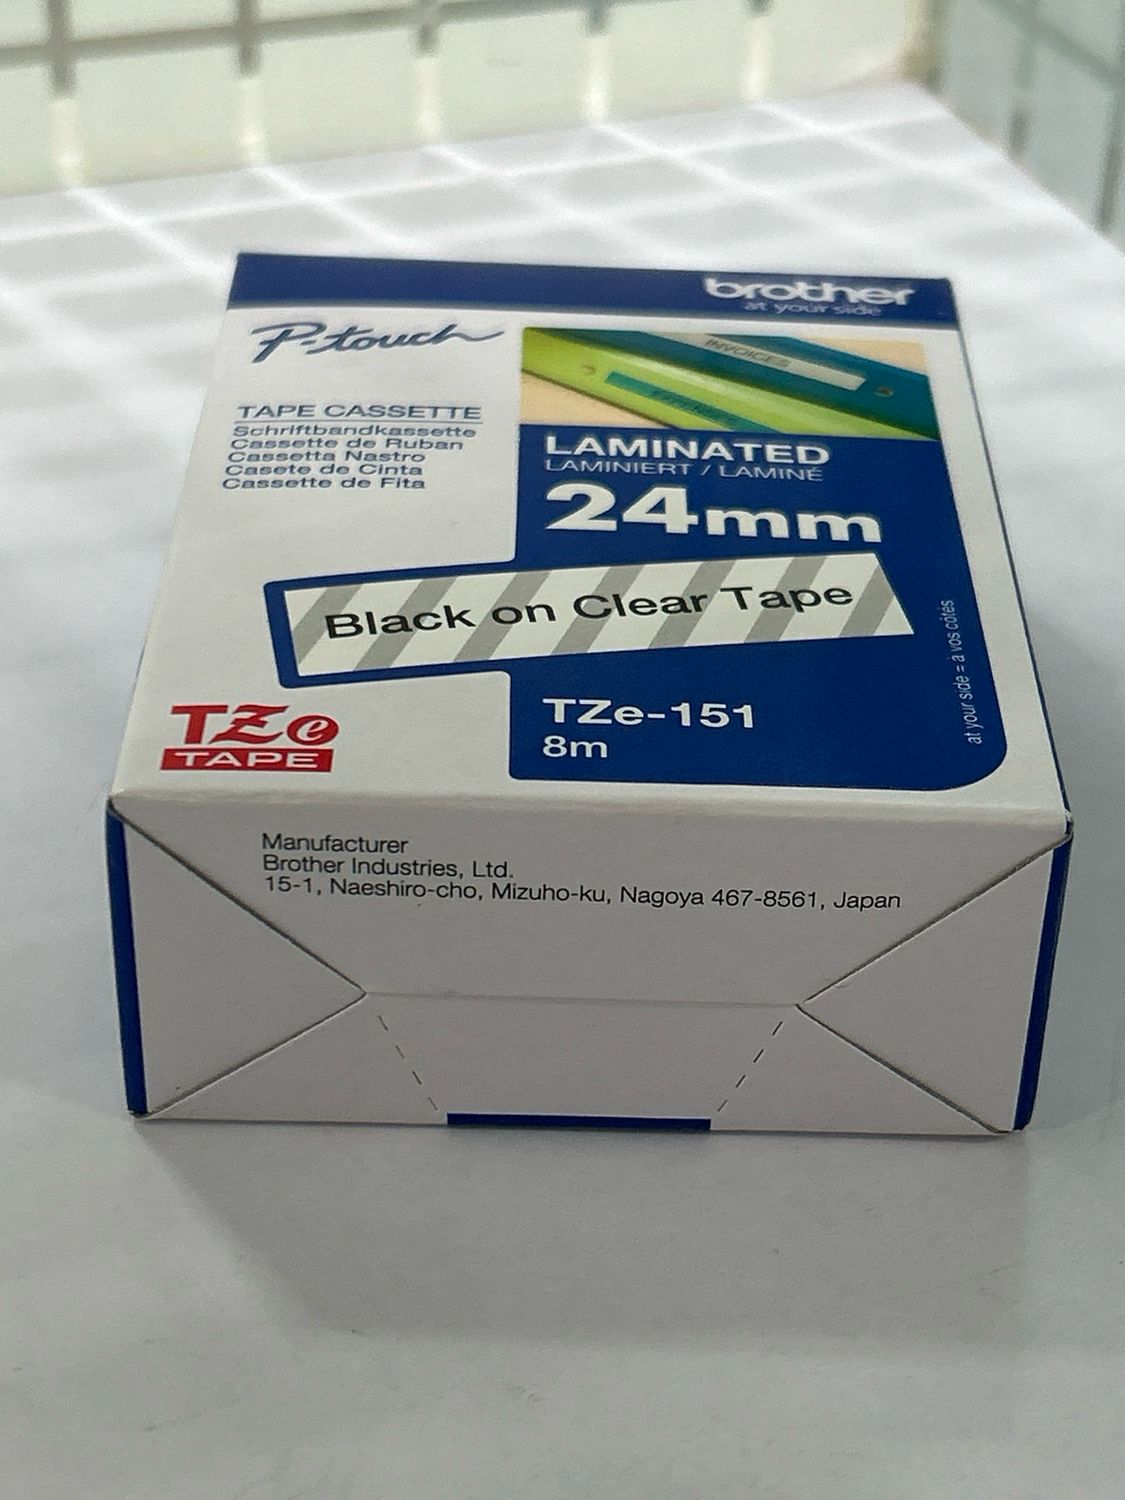 brother
at your side
P-touch
INVOICES
TAPE CASSETTE
Schriftbandkassette
Cassette de Ruban
Cassetta Nastro
Casete de Cinta
Cassette de Fita
LAMINATED
LAMINIERT / LAMINÉ
24mm
Black on Clear Tape
at your side = à vos côtés
TZe-151
8m
TZe
TAPE
Manufacturer
Brother Industries, Ltd.
15-1, Naeshiro-cho, Mizuho-ku, Nagoya 467-8561, Japan